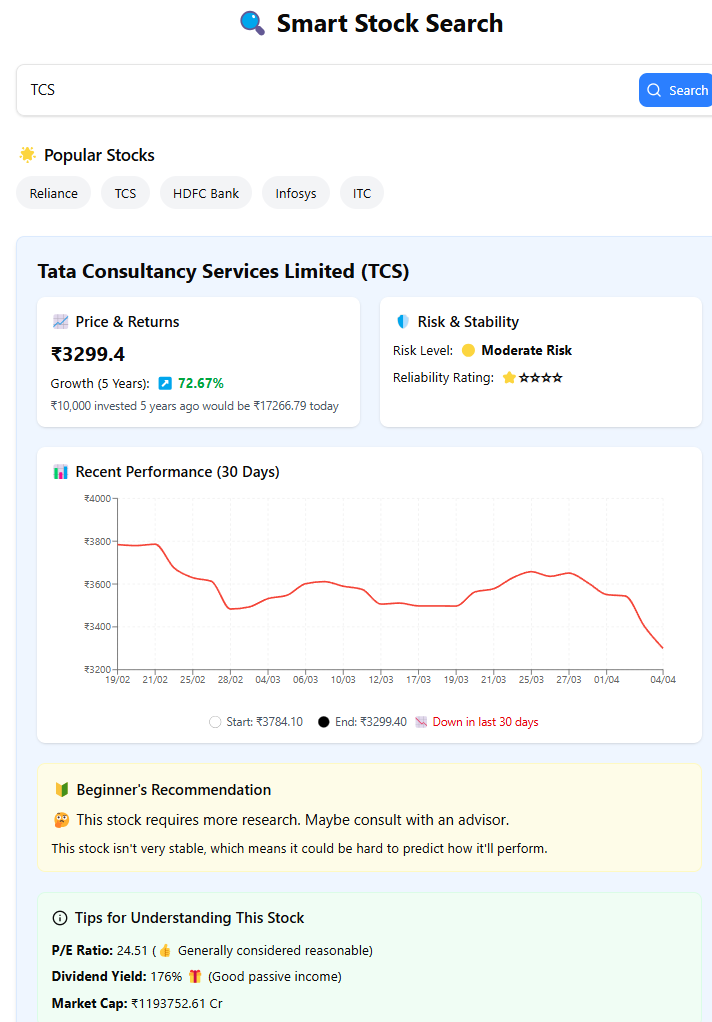 Smart Stock Search
TCS
Search
Popular Stocks
Reliance
TCS
HDFC Bank
Infosys
ITC
Tata Consultancy Services Limited (TCS)
Price & Returns
₹3299.4
Growth (5 Years): 72.67%
₹10,000 invested 5 years ago would be ₹17266.79 today
Risk & Stability
Risk Level: Moderate Risk
Reliability Rating: ⭐☆☆☆☆
Recent Performance (30 Days)
₹4000
₹3800
₹3600
₹3400
₹3200
19/02 21/02 25/02 28/02 04/03 06/03 10/03 12/03 17/03 19/03 21/03 25/03 27/03 01/04 04/04
Start: ₹3784.10 End: ₹3299.40 Down in last 30 days
Beginner's Recommendation
This stock requires more research. Maybe consult with an advisor.
This stock isn't very stable, which means it could be hard to predict how it'll perform.
Tips for Understanding This Stock
P/E Ratio: 24.51 (👍 Generally considered reasonable)
Dividend Yield: 176% 🎁 (Good passive income)
Market Cap: ₹1193752.61 Cr